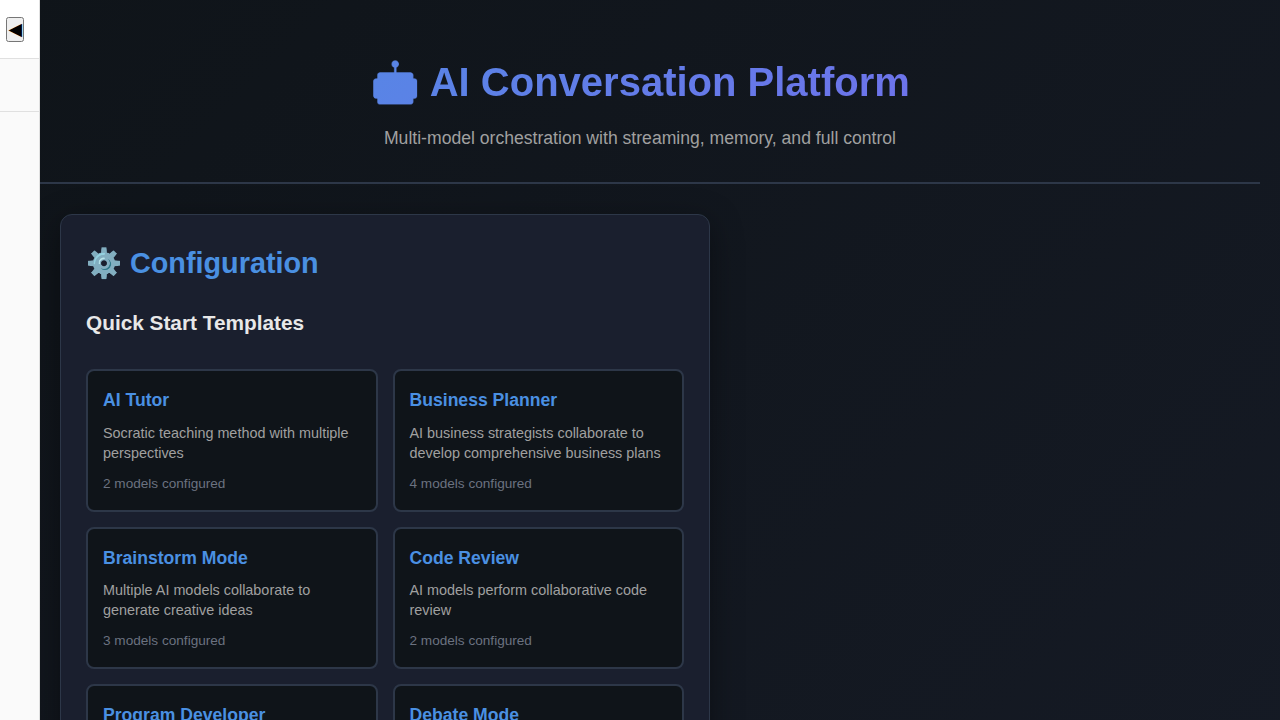 AI Conversation Platform
Multi-model orchestration with streaming, memory, and full control
Configuration
Quick Start Templates
AI Tutor
Socratic teaching method with multiple
perspectives
2 models configured
Business Planner
AI business strategists collaborate to
develop comprehensive business plans
4 models configured
Brainstorm Mode
Multiple AI models collaborate to
generate creative ideas
3 models configured
Code Review
AI models perform collaborative code
review
2 models configured
Program Developer
Debate Mode